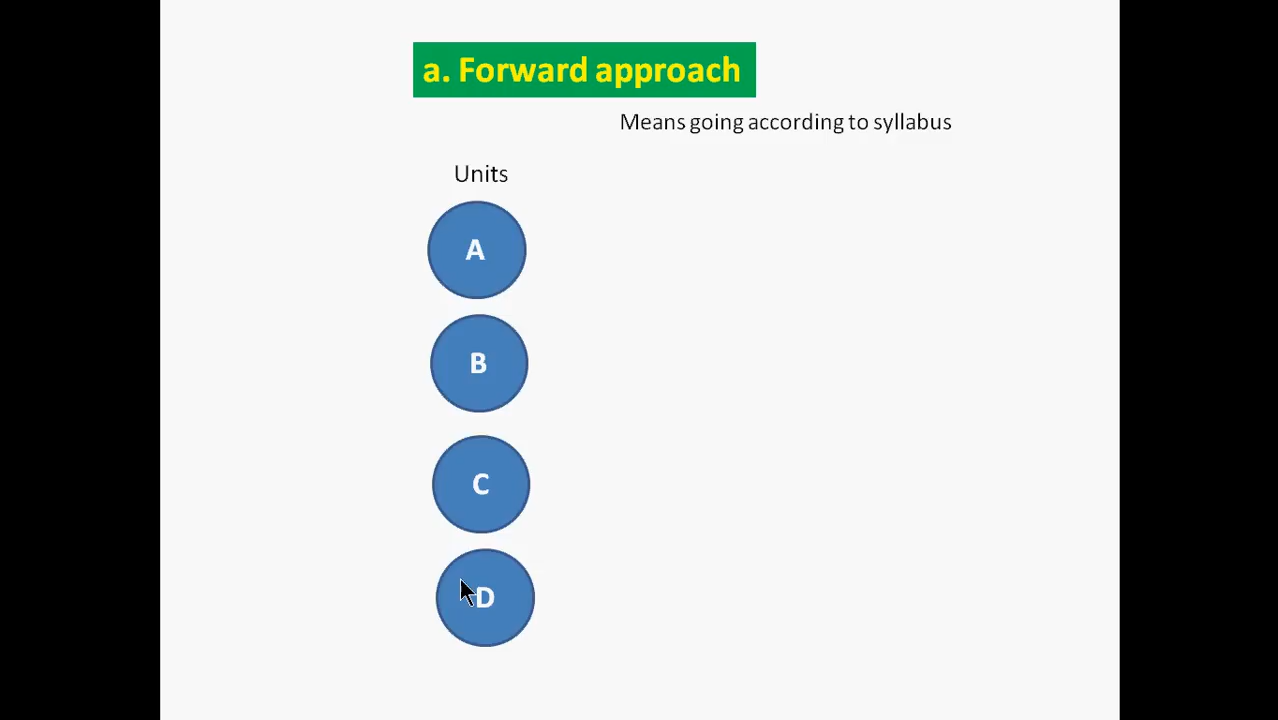 a. Forward approach
Means going according to syllabus
Units
A
B
C
D